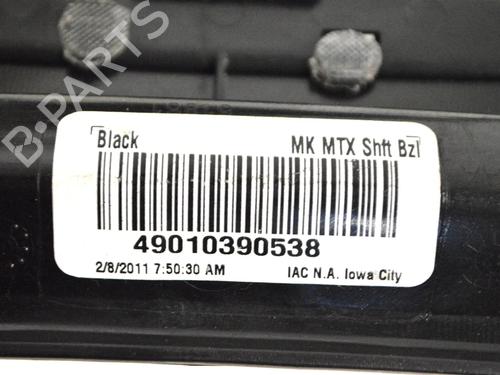 B-PARTS
Black MK MTX Shft Bzl
49010390538
2/8/2011 7:50:30 AM IAC N.A. Iowa City